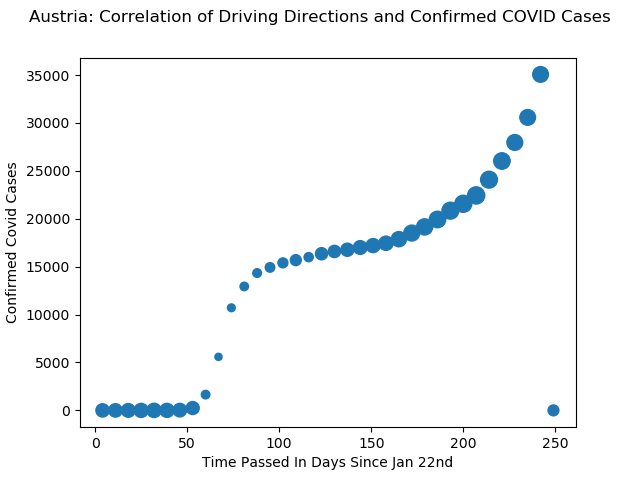 Austria: Correlation of Driving Directions and Confirmed COVID Cases
35000
30000
25000
20000
15000
10000
5000
0
Confirmed Covid Cases
0 50 100 150 200 250
Time Passed In Days Since Jan 22nd